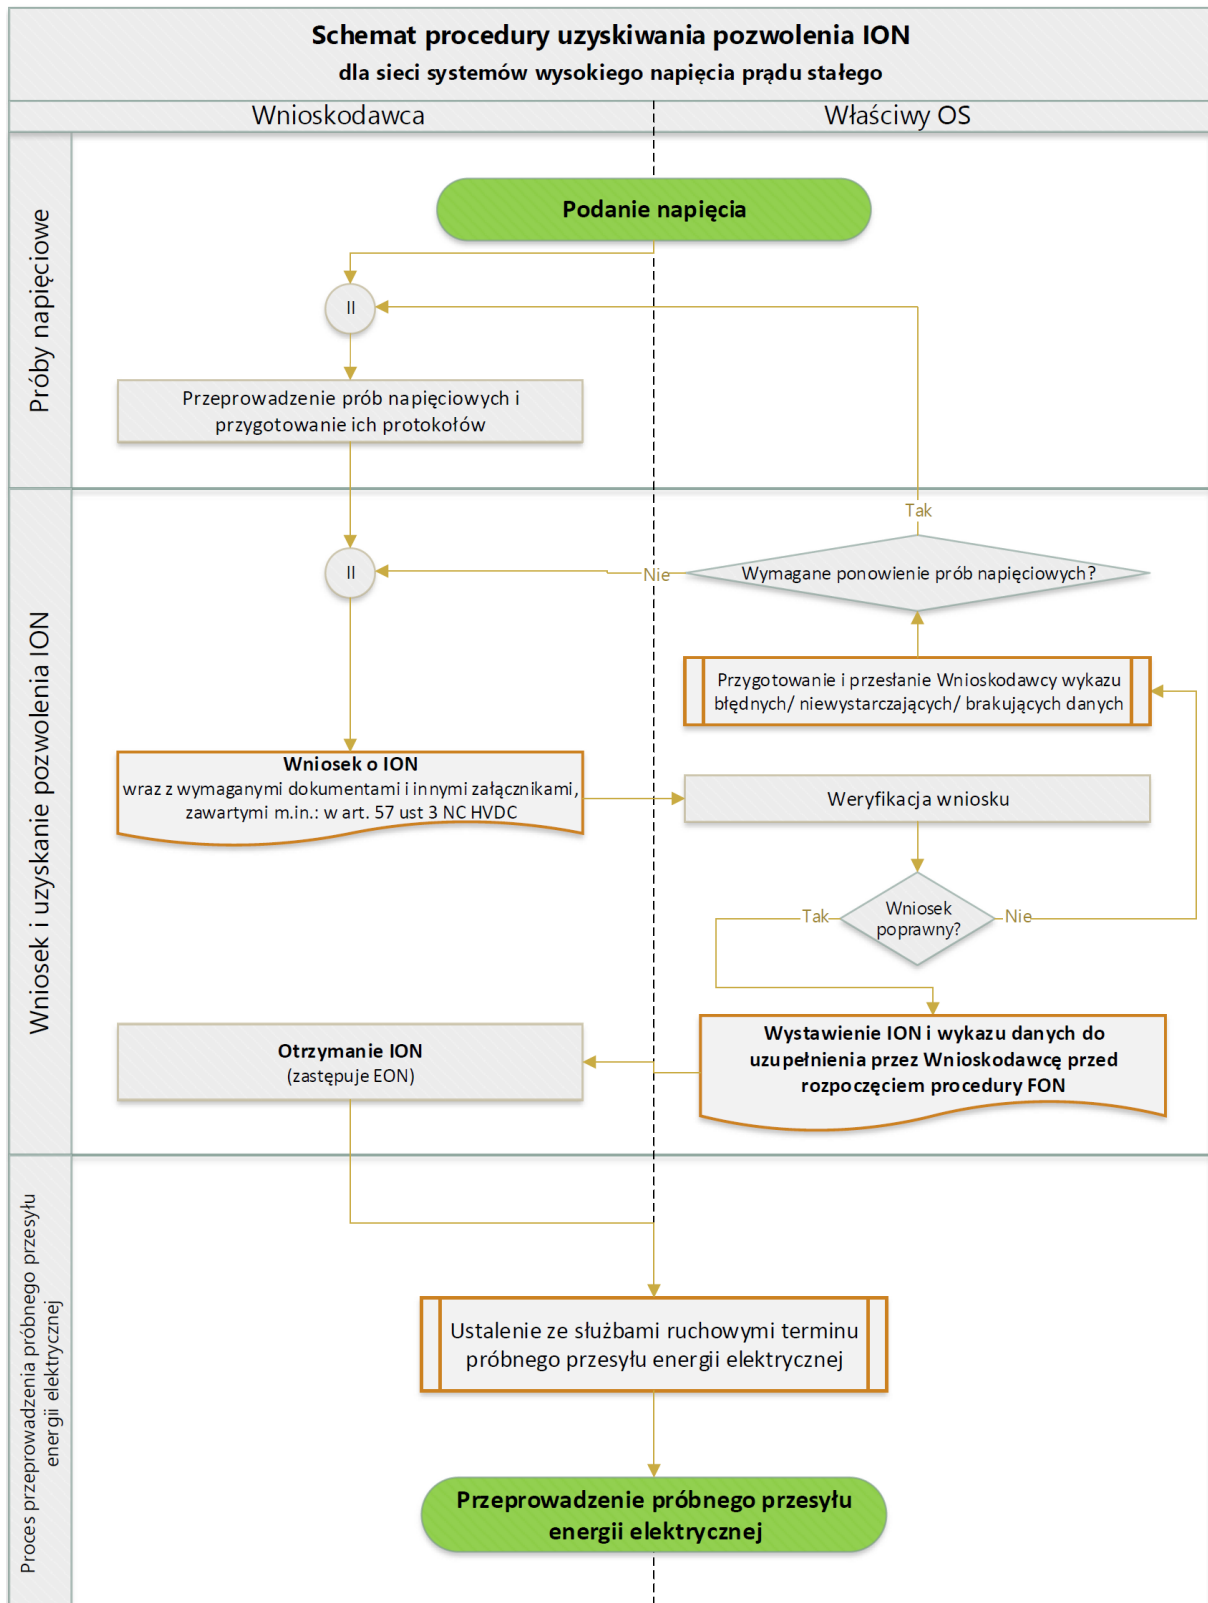 Schemat procedury uzyskiwania pozwolenia ION
dla sieci systemów wysokiego napięcia prądu stałego
Wnioskodawca
Właściwy OS
Próby napięciowe
Podanie napięcia
II
Przeprowadzenie prób napięciowych i
przygotowanie ich protokołów
Wniosek i uzyskanie pozwolenia ION
Tak
II
Nie
Wymagane ponowienie prób napięciowych?
Przygotowanie i przesłanie Wnioskodawcy wykazu
błędnych/ niewystarczających/ brakujących danych
Wniosek o ION
wraz z wymaganymi dokumentami i innymi załącznikami,
zawartymi m.in.: w art. 57 ust 3 NC HVDC
Weryfikacja wniosku
Tak
Wniosek
poprawny?
Nie
Otrzymanie ION
(zastępuje EON)
Wystawienie ION i wykazu danych do
uzupełnienia przez Wnioskodawcę przed
rozpoczęciem procedury FON
Proces przeprowadzenia próbnego przesyłu
energii elektrycznej
Ustalenie ze służbami ruchowymi terminu
próbnego przesyłu energii elektrycznej
Przeprowadzenie próbnego przesyłu
energii elektrycznej